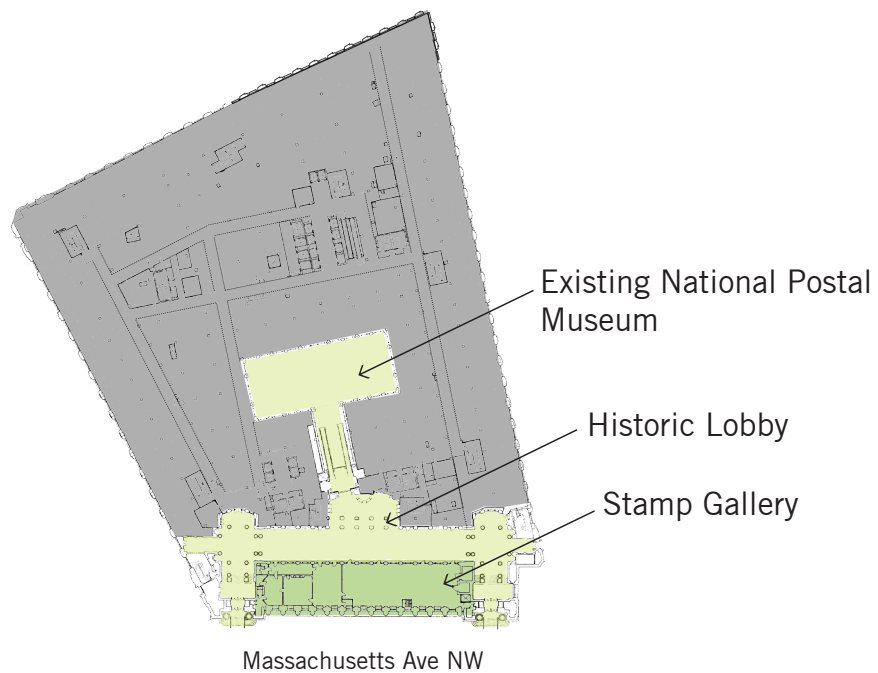 Existing National Postal
Museum
Historic Lobby
Stamp Gallery
Massachusetts Ave NW